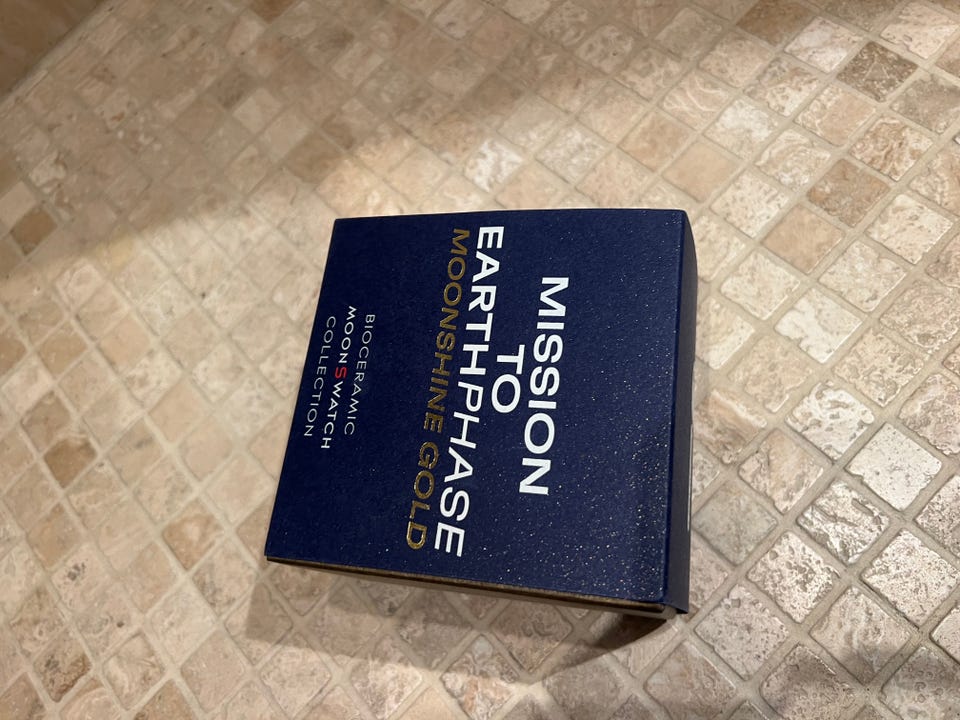 MISSION
TO
EARTHPHASE
MOONSHINE GOLD
BIOCERAMIC
MOONSWATCH
COLLECTION